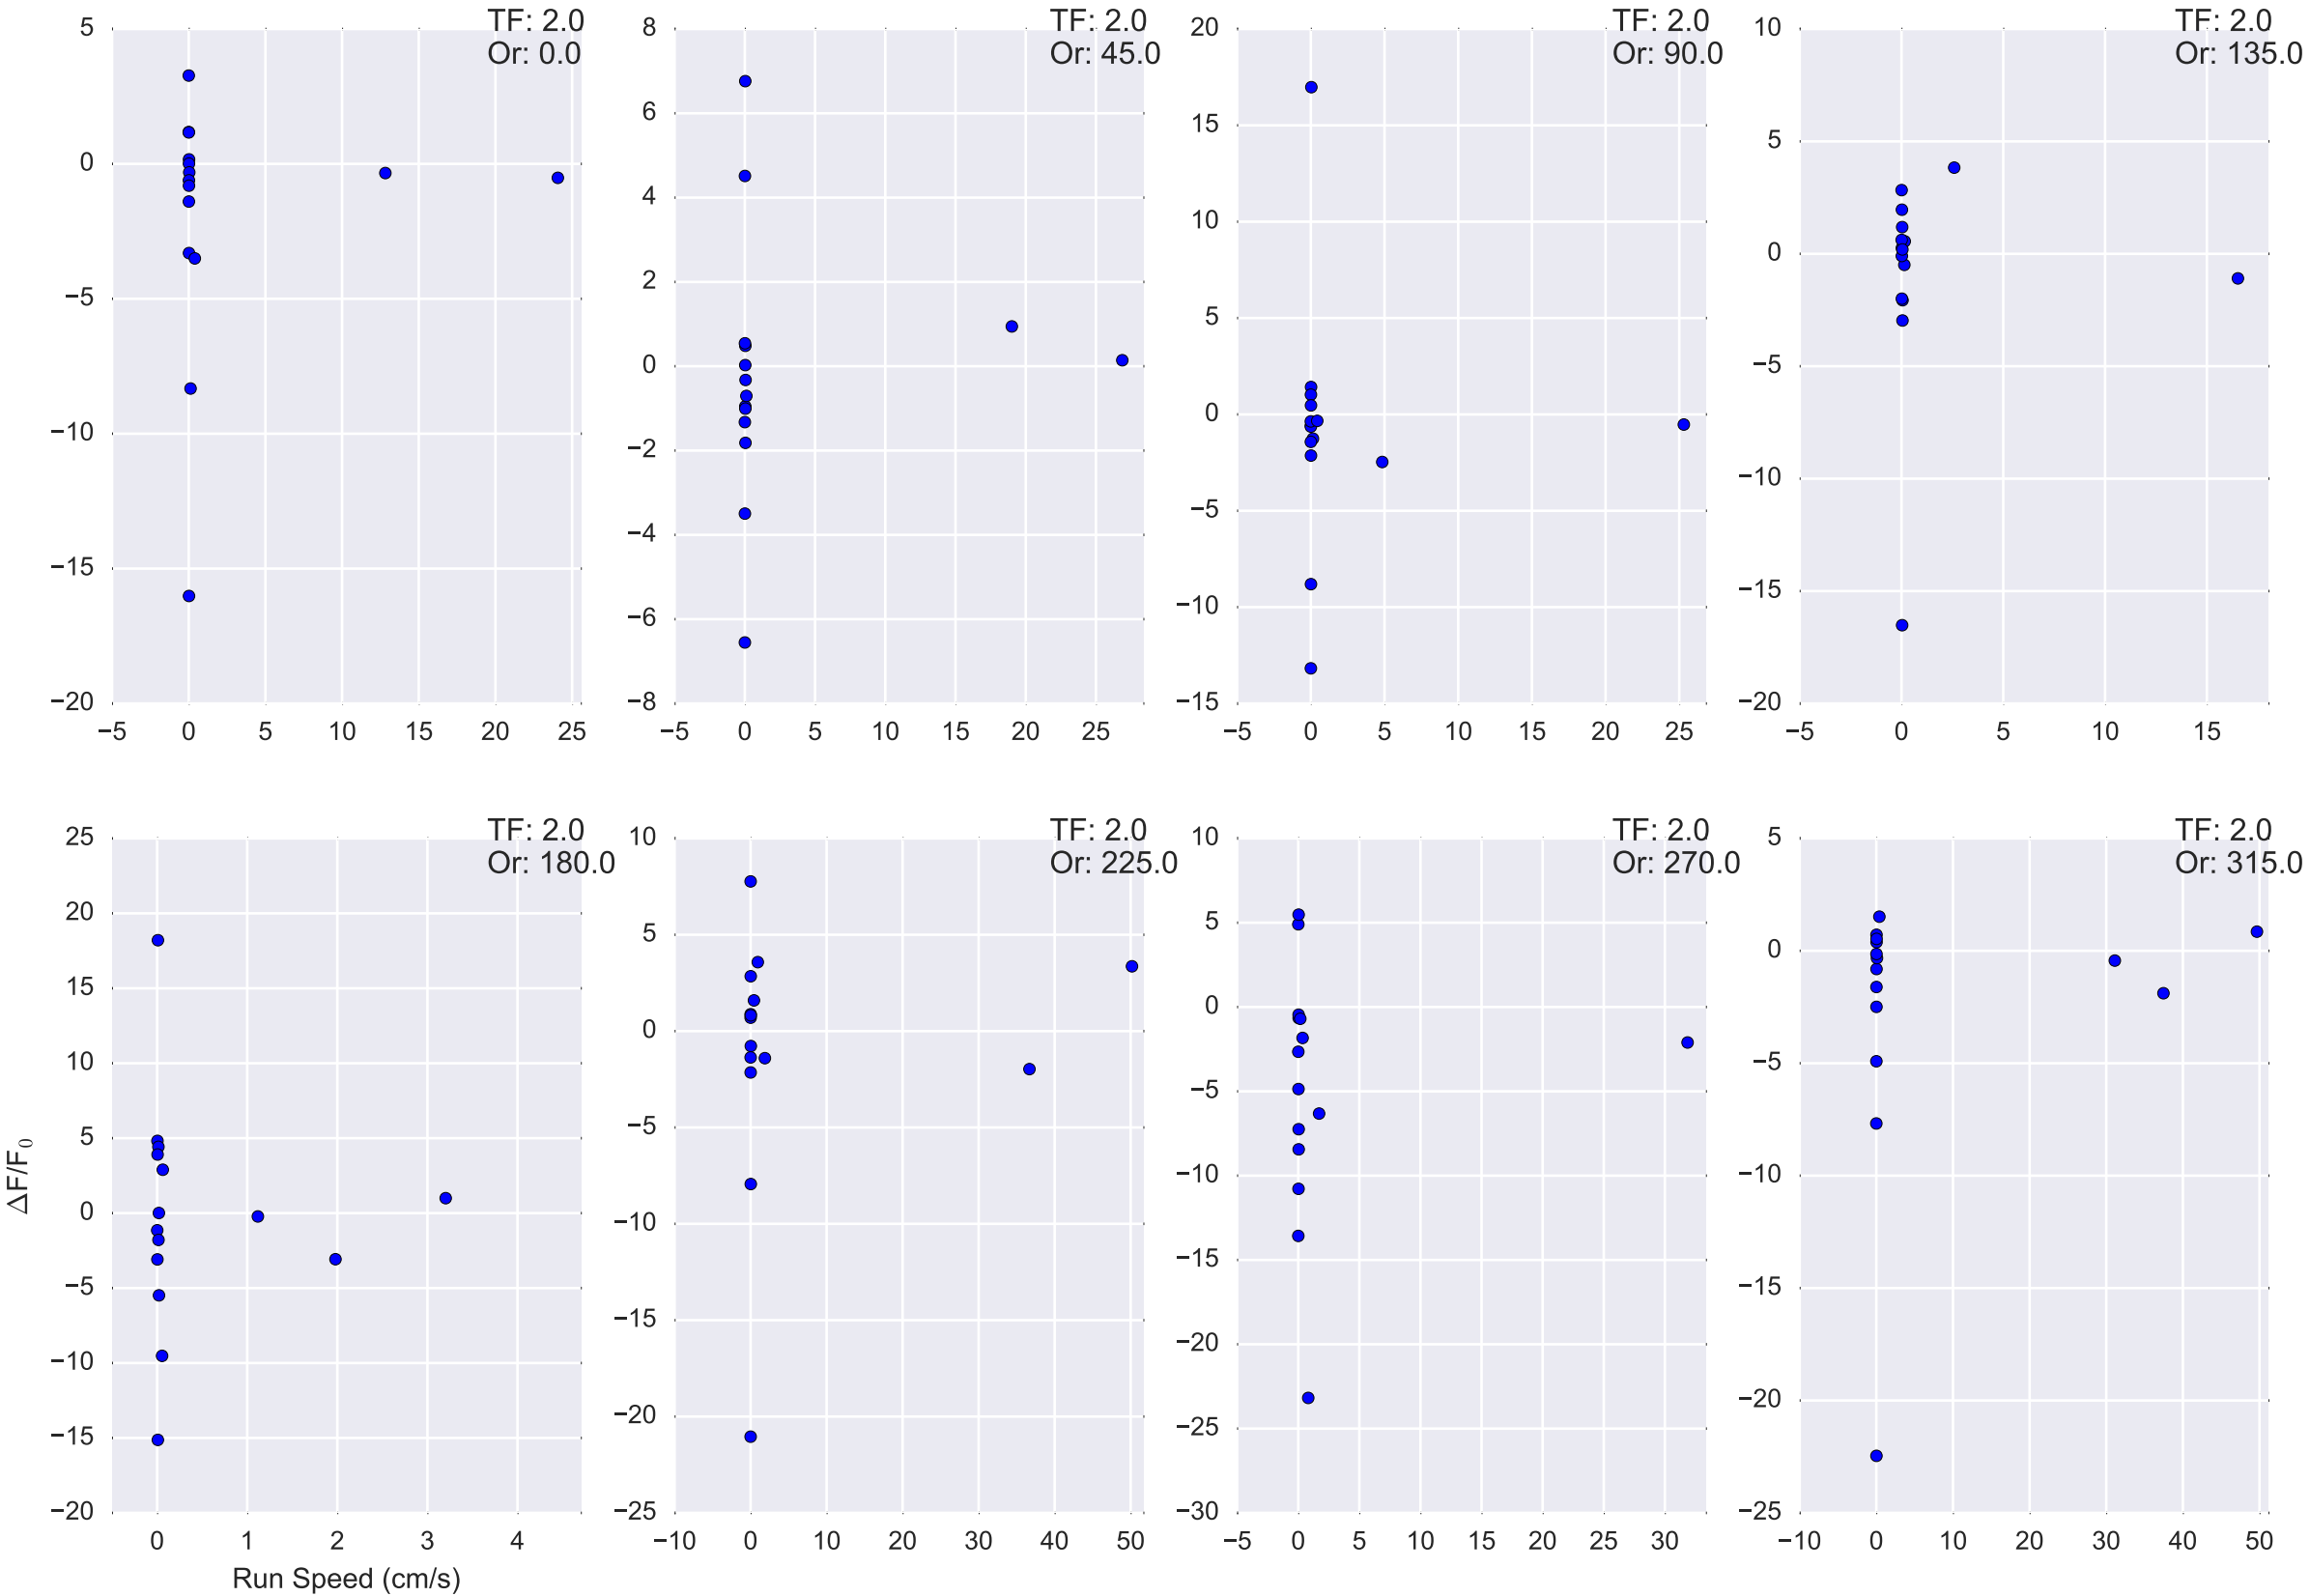 TF: 2.0
Or: 0.0
5
0
−5
−10
−15
−20
−5 0 5 10 15 20 25
TF: 2.0
Or: 45.0
8
6
4
2
0
−2
−4
−6
−8
−5 0 5 10 15 20 25
TF: 2.0
Or: 90.0
20
15
10
5
0
−5
−10
−15
−5 0 5 10 15 20 25
TF: 2.0
Or: 135.0
10
5
0
−5
−10
−15
−20
−5 0 5 10 15
TF: 2.0
Or: 180.0
25
20
15
10
5
0
−5
−10
−15
−20
0 1 2 3 4
Run Speed (cm/s)
ΔF/F₀
TF: 2.0
Or: 225.0
10
5
0
−5
−10
−15
−20
−25
−10 0 10 20 30 40 50
TF: 2.0
Or: 270.0
10
5
0
−5
−10
−15
−20
−25
−30
−5 0 5 10 15 20 25 30
TF: 2.0
Or: 315.0
5
0
−5
−10
−15
−20
−25
−10 0 10 20 30 40 50